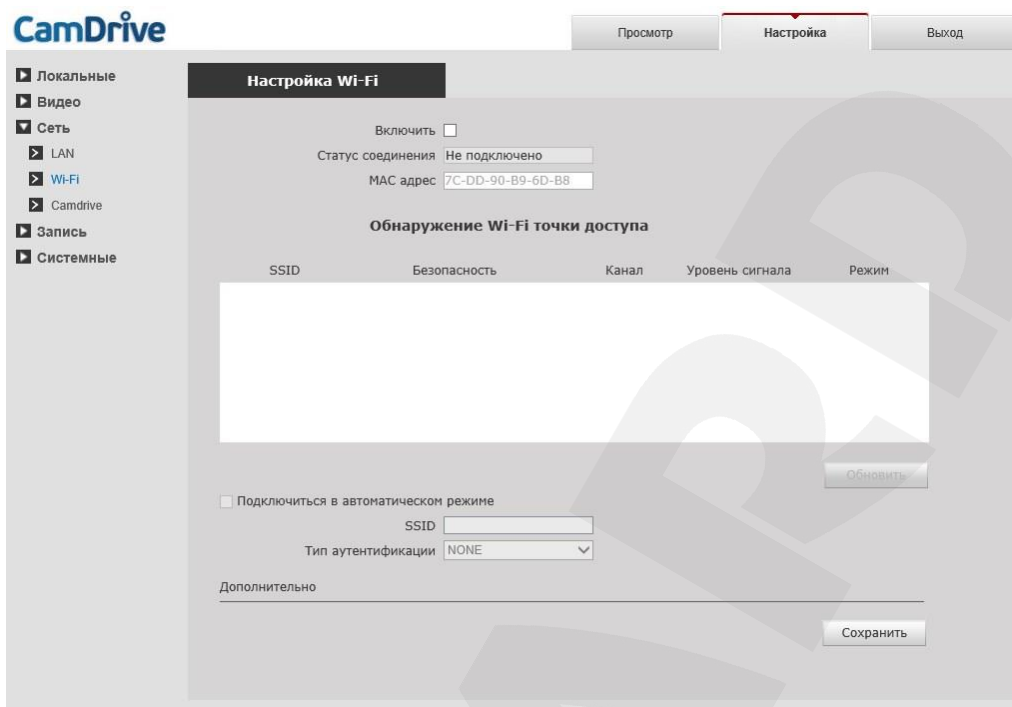 CamDrive
Просмотр
Настройка
Выход
Локальные
Видео
Сеть
LAN
Wi-Fi
Camdrive
Запись
Системные
Настройка Wi-Fi
Включить
Статус соединения Не подключено
MAC адрес 7C-DD-90-B9-6D-B8
Обнаружение Wi-Fi точки доступа
SSID Безопасность Канал Уровень сигнала Режим
Обновить
Подключиться в автоматическом режиме
SSID
Тип аутентификации NONE
Дополнительно
Сохранить